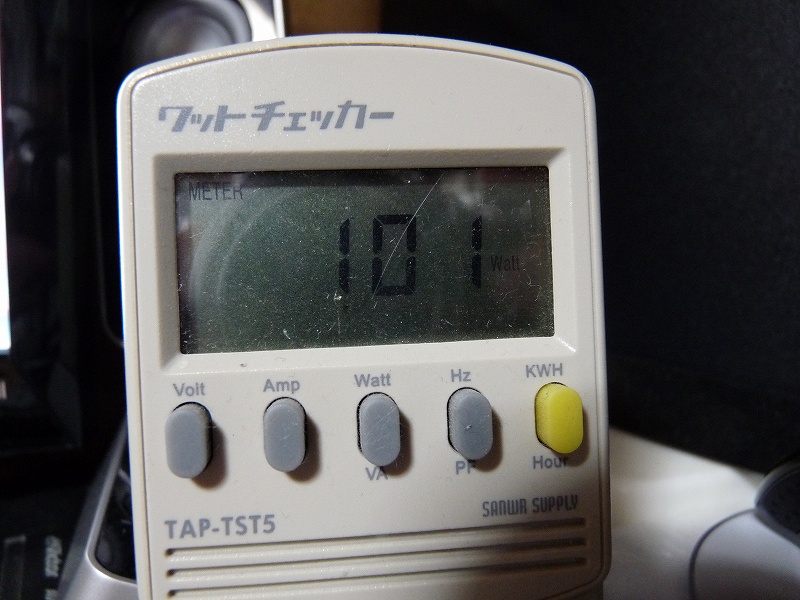 ワットチェッカー
METER
101 Watt
Volt Amp Watt Hz KWH
VA PF Hour
SANWA SUPPLY
TAP-TST5